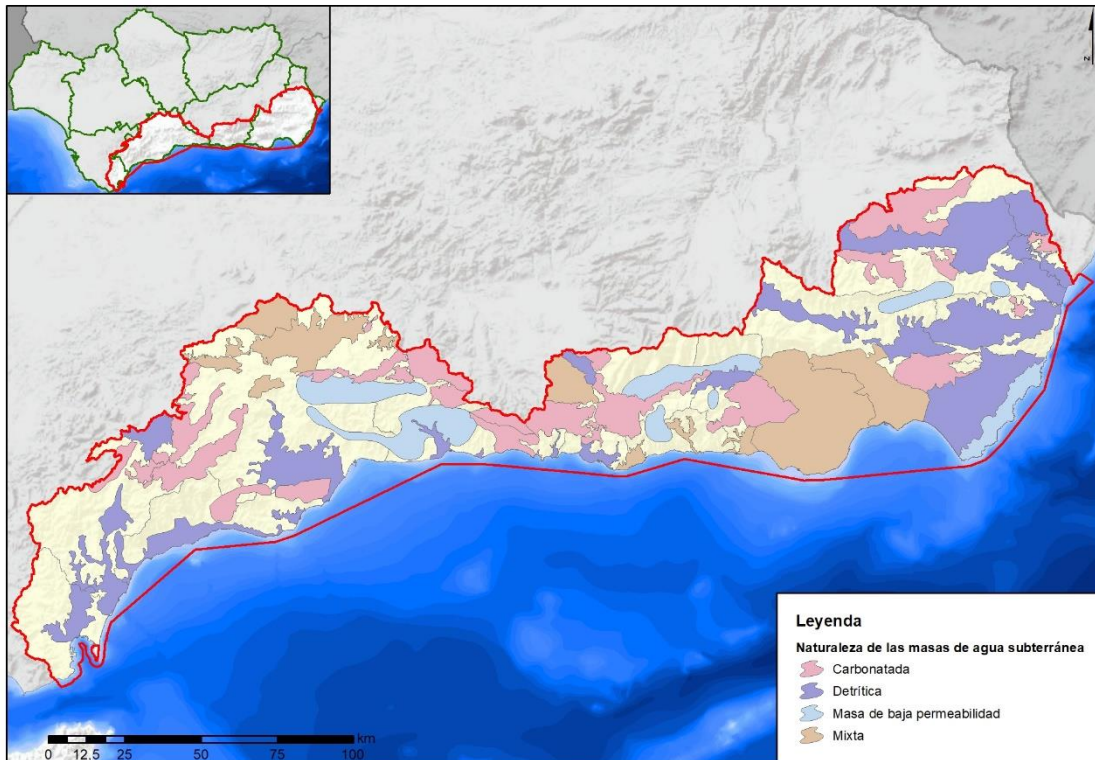 N
Leyenda
Naturaleza de las masas de agua subterránea
Carbonatada
Detrítica
Masa de baja permeabilidad
Mixta
km
0 12.5 25 50 75 100